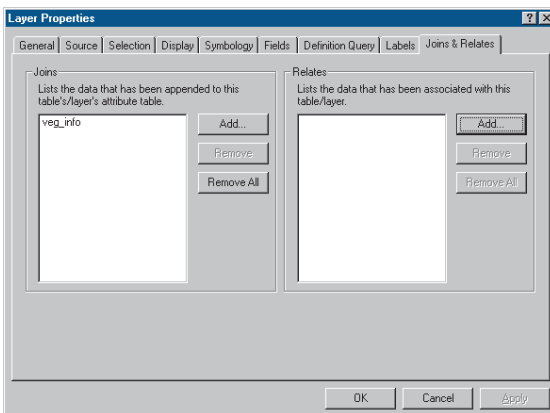 Layer Properties
General Source Selection Display Symbology Fields Definition Query Labels Joins & Relates
Joins
Lists the data that has been appended to this
table's/layer's attribute table.
veg_info
Add...
Remove
Remove All
Relates
Lists the data that has been associated with this
table/layer.
Add...
Remove
Remove All
OK Cancel Apply